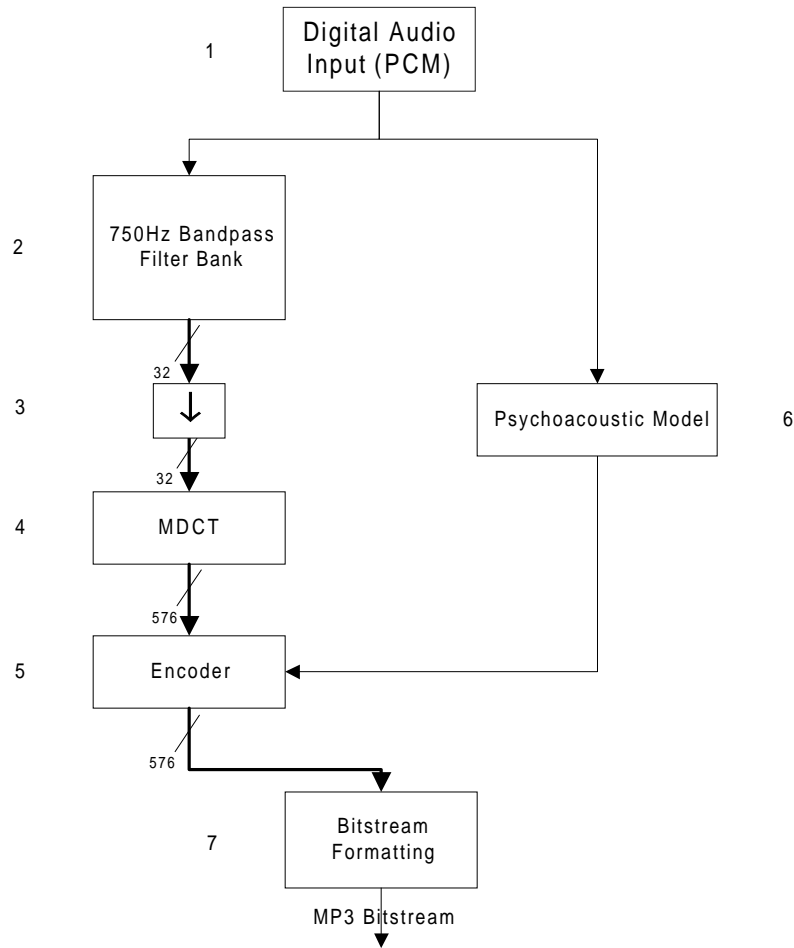 1
Digital Audio
Input (PCM)
2
750Hz Bandpass
Filter Bank
32
3
32
Psychoacoustic Model
6
4
MDCT
576
5
Encoder
576
7
Bitstream
Formatting
MP3 Bitstream